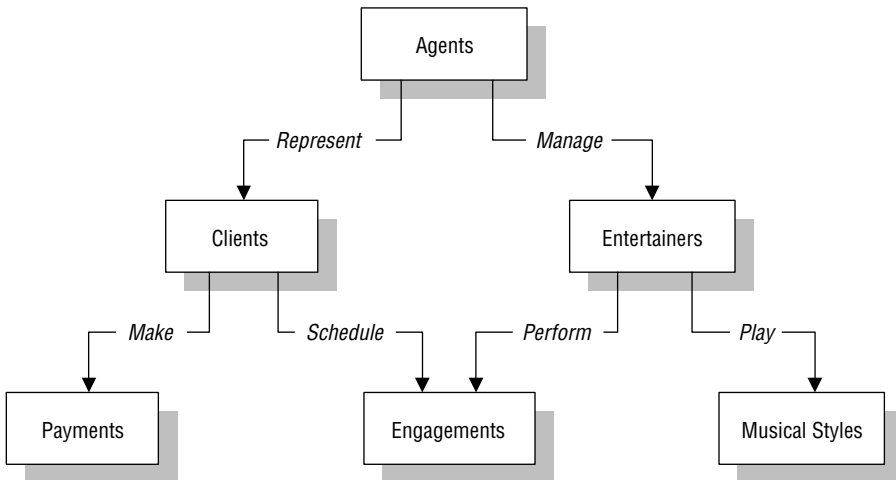 Agents
Represent
Manage
Clients
Entertainers
Make
Schedule
Perform
Play
Payments
Engagements
Musical Styles